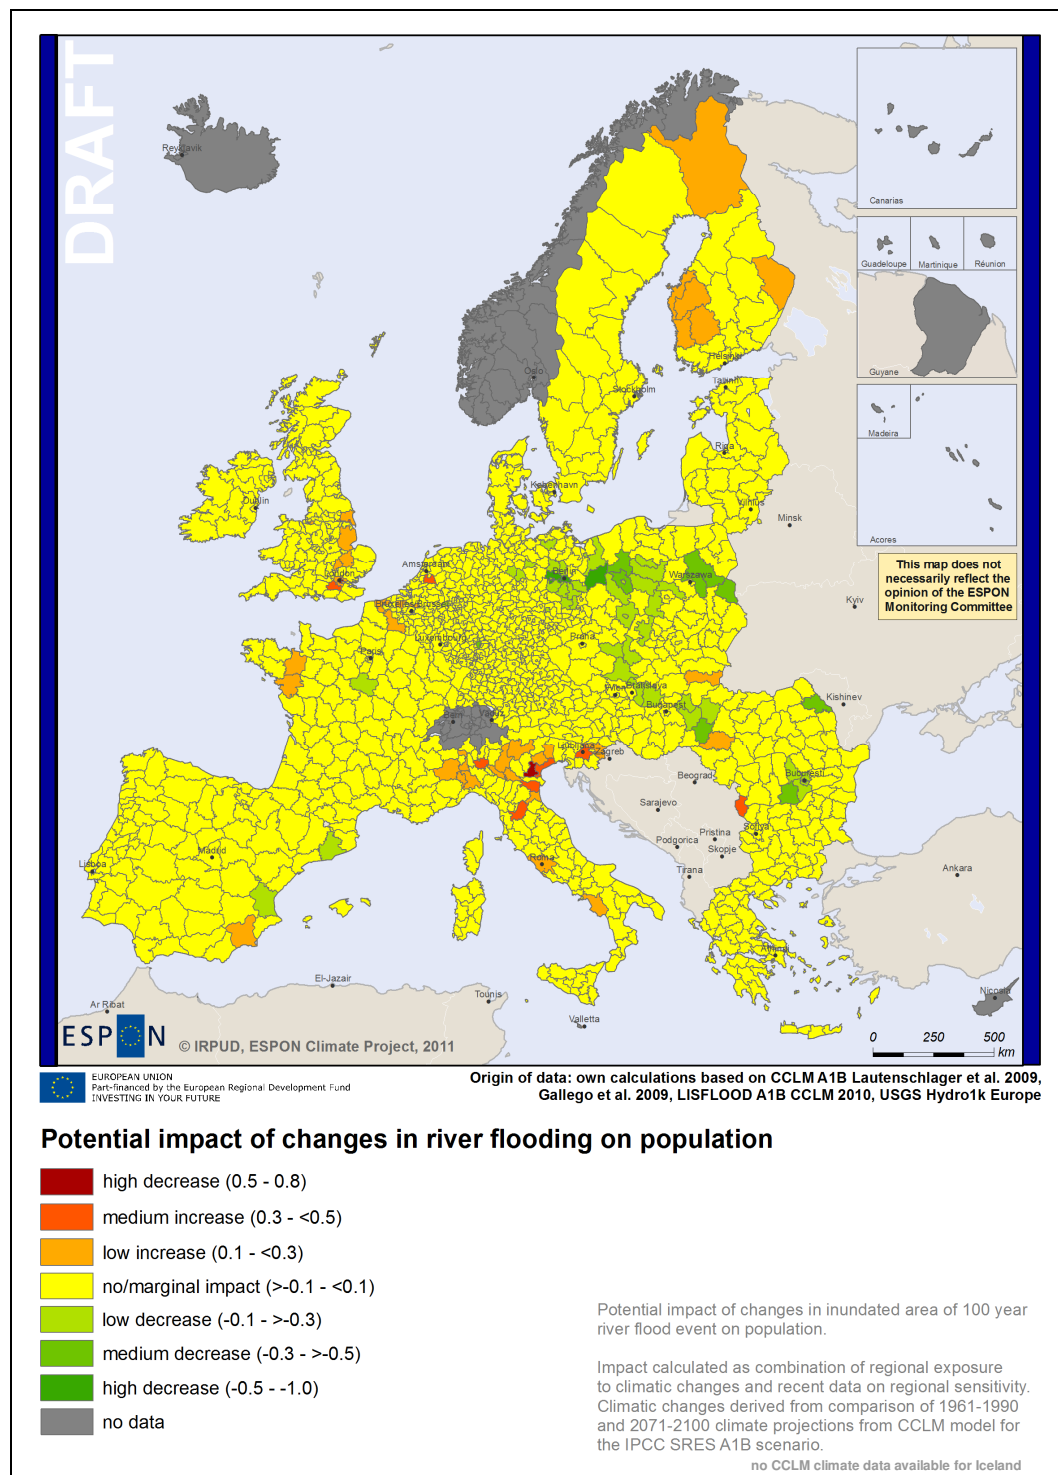 DRAFT
Reykjavik
Canarias
Guadeloupe
Martinique
Réunion
Guyane
Madeira
Acores
This map does not
necessarily reflect the
opinion of the ESPON
Monitoring Committee
Oslo
Helsinki
Tallinn
Stockholm
Riga
København
Vilnius
Minsk
Dublin
London
Amsterdam
Berlin
Warszawa
Kyiv
Luxembourg
Praha
Paris
Wien
Bratislava
Budapest
Kishinev
Bern
Vaduz
Ljubljana
Zagreb
Beograd
Bucuresti
Sarajevo
Pristina
Sofiya
Podgorica
Skopje
Tirana
Ankara
Madrid
Lisboa
Roma
Athinai
El-Jazair
Tounis
Ar Ribat
Valletta
Nicosia
ESPON
© IRPUD, ESPON Climate Project, 2011
0 250 500
km
EUROPEAN UNION
Part-financed by the European Regional Development Fund
INVESTING IN YOUR FUTURE
Origin of data: own calculations based on CCLM A1B Lautenschlager et al. 2009,
Gallego et al. 2009, LISFLOOD A1B CCLM 2010, USGS Hydro1k Europe
Potential impact of changes in river flooding on population
high decrease (0.5 - 0.8)
medium increase (0.3 - <0.5)
low increase (0.1 - <0.3)
no/marginal impact (>-0.1 - <0.1)
low decrease (-0.1 - >-0.3)
medium decrease (-0.3 - >-0.5)
high decrease (-0.5 - -1.0)
no data
Potential impact of changes in inundated area of 100 year
river flood event on population.
Impact calculated as combination of regional exposure
to climatic changes and recent data on regional sensitivity.
Climatic changes derived from comparison of 1961-1990
and 2071-2100 climate projections from CCLM model for
the IPCC SRES A1B scenario.
no CCLM climate data available for Iceland